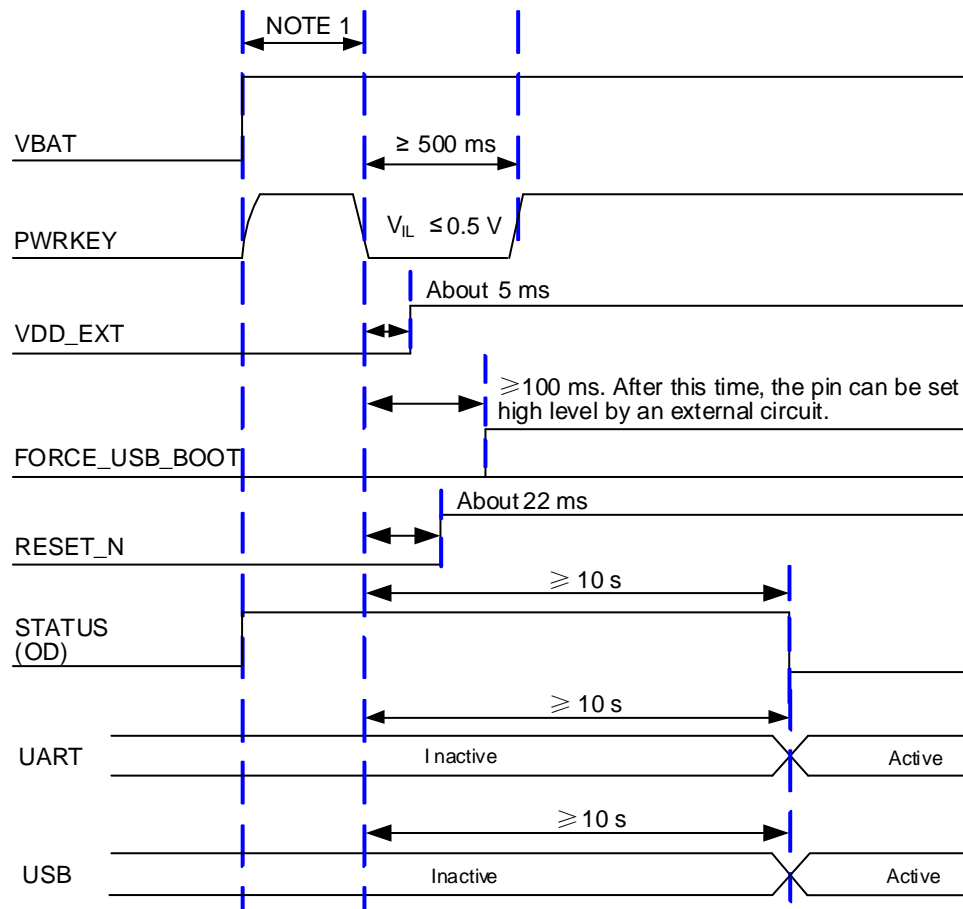 NOTE 1
VBAT
≥ 500 ms
PWRKEY
VIL ≤0.5 V
About 5 ms
VDD_EXT
≥100 ms. After this time, the pin can be set
high level by an external circuit.
FORCE_USB_BOOT
About 22 ms
RESET_N
≥ 10 s
STATUS
(OD)
≥ 10 s
UART
Inactive
Active
≥ 10 s
USB
Inactive
Active